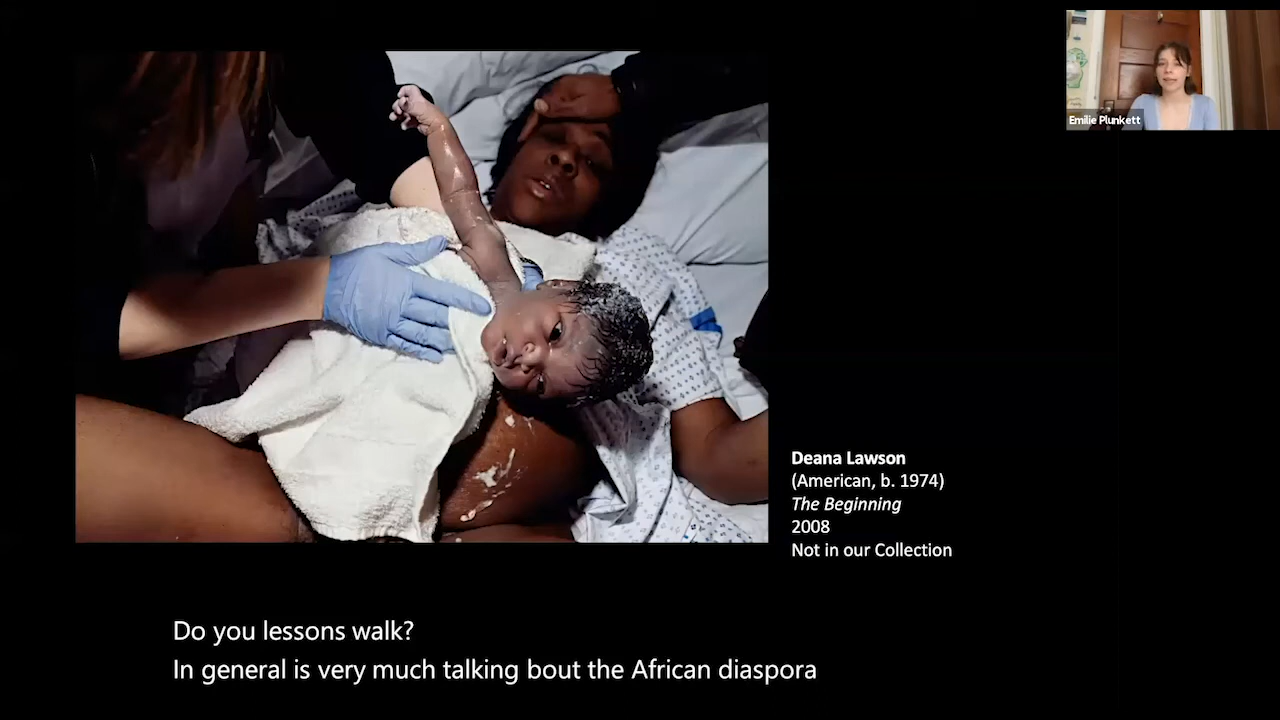 Emilie Plunkett
Deana Lawson
(American, b. 1974)
The Beginning
2008
Not in our Collection
Do you lessons walk?
In general is very much talking bout the African diaspora